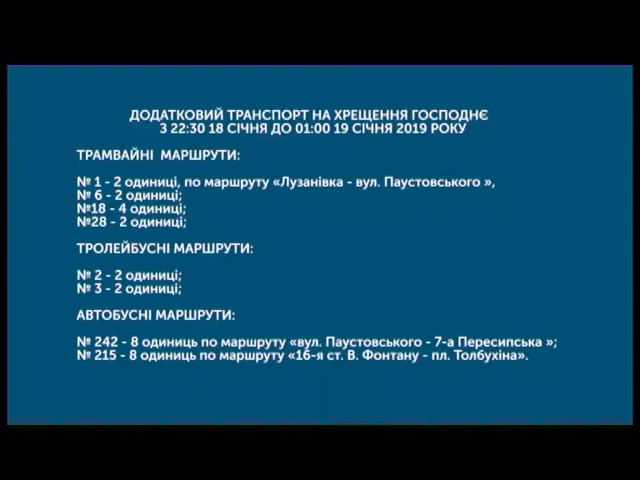 ДОДАТКОВИЙ ТРАНСПОРТ НА ХРЕЩЕННЯ ГОСПОДНЄ
З 22:30 18 СІЧНЯ ДО 01:00 19 СІЧНЯ 2019 РОКУ
ТРАМВАЙНІ МАРШРУТИ:
№ 1 - 2 одиниці, по маршруту «Лузанівка - вул. Паустовського »,
№ 6 - 2 одиниці;
№18 - 4 одиниці;
№28 - 2 одиниці;
ТРОЛЕЙБУСНІ МАРШРУТИ:
№ 2 - 2 одиниці;
№ 3 - 2 одиниці;
АВТОБУСНІ МАРШРУТИ:
№ 242 - 8 одиниць по маршруту «вул. Паустовського - 7-а Пересипська »;
№ 215 - 8 одиниць по маршруту «16-я ст. В. Фонтану - пл. Толбухіна».